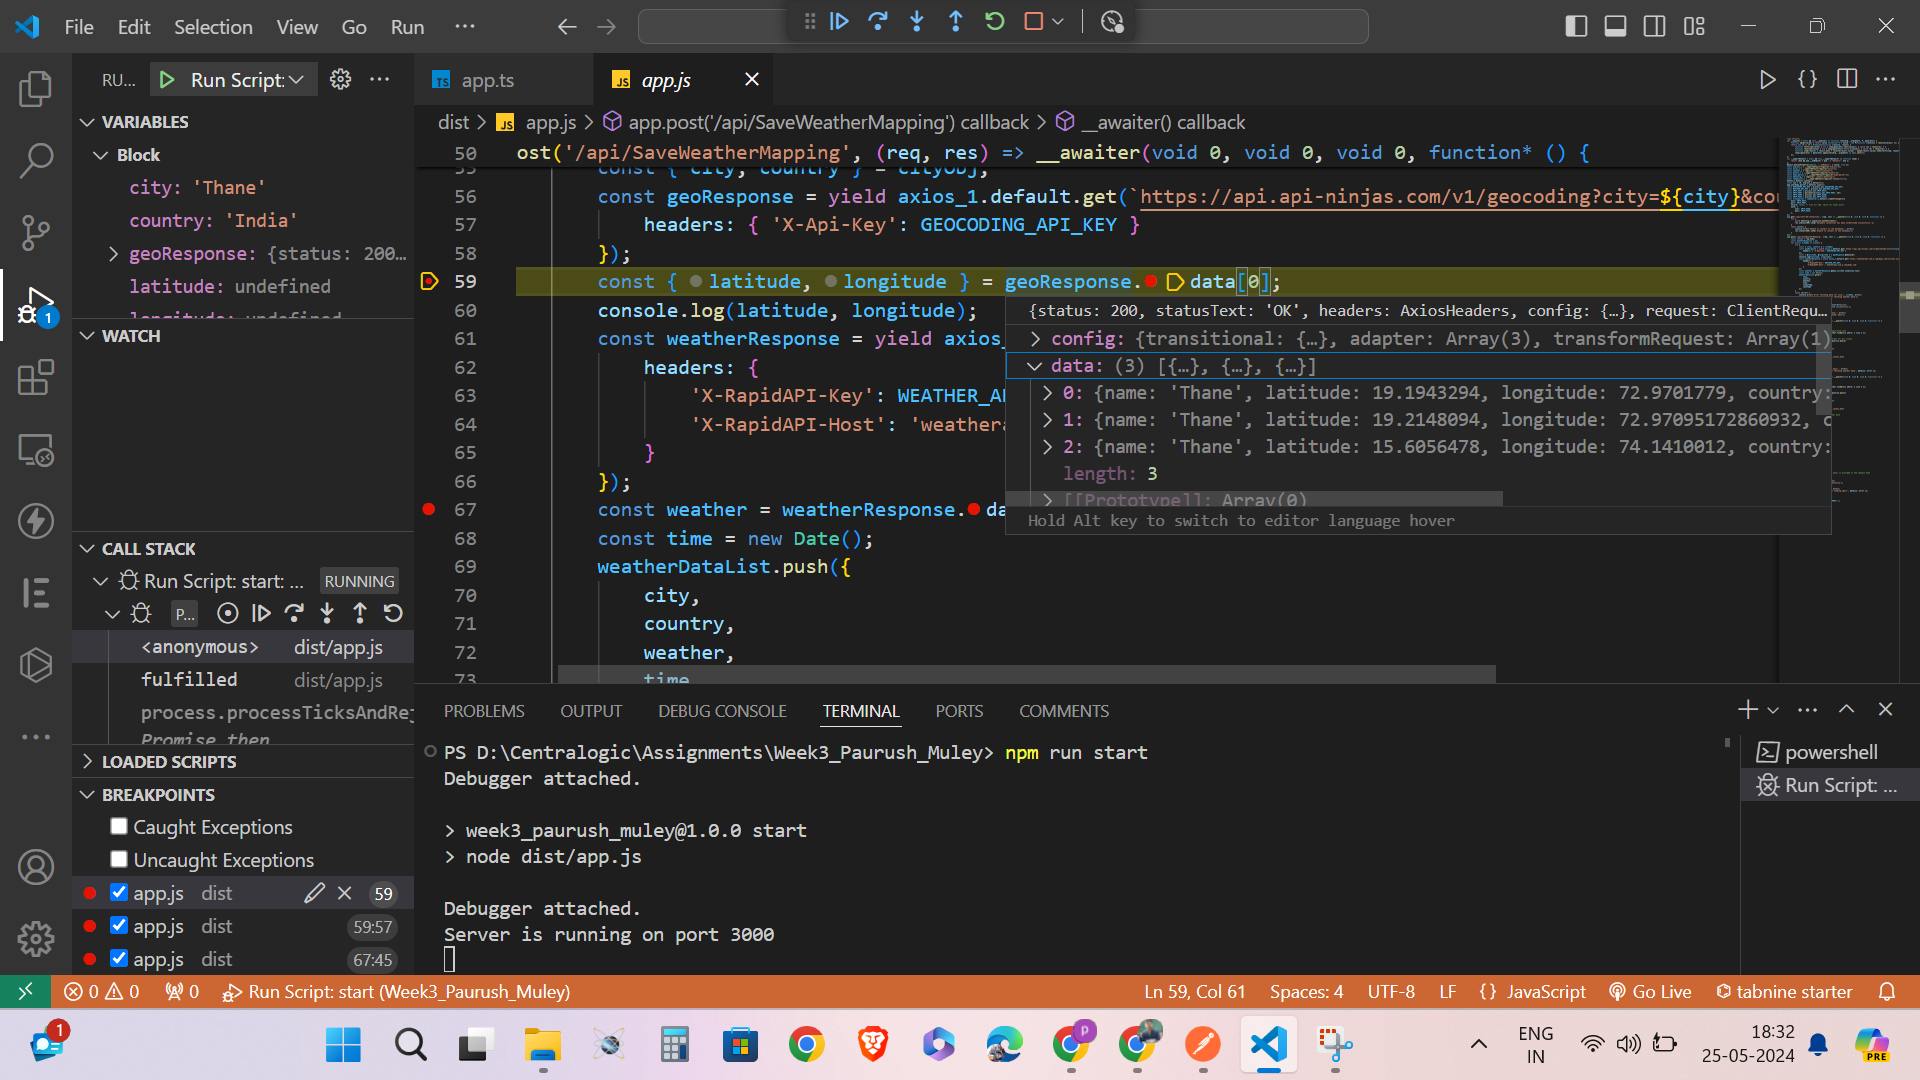 File Edit Selection View Go Run ···
RU... Run Script:
TS app.ts
JS app.js
dist > JS app.js > app.post('/api/SaveWeatherMapping') callback > __awaiter() callback
VARIABLES
Block
city: 'Thane'
country: 'India'
geoResponse: {status: 200...
latitude: undefined
longitude: undefined
WATCH
CALL STACK
Run Script: start: ... RUNNING
P...
<anonymous> dist/app.js
fulfilled dist/app.js
process.processTicksAndRej
Promise.then
LOADED SCRIPTS
BREAKPOINTS
Caught Exceptions
Uncaught Exceptions
app.js dist 59
app.js dist 59:57
app.js dist 67:45
50 ost('/api/SaveWeatherMapping', (req, res) => __awaiter(void 0, void 0, void 0, function* () {
55 const { city, country } = cityObj;
56 const geoResponse = yield axios_1.default.get(`https://api.api-ninjas.com/v1/geocoding?city=${city}&cou
57 headers: { 'X-Api-Key': GEOCODING_API_KEY }
58 });
59 const { latitude, longitude } = geoResponse.data[0];
60 console.log(latitude, longitude);
61 const weatherResponse = yield axios_
62 headers: {
63 'X-RapidAPI-Key': WEATHER_AP
64 'X-RapidAPI-Host': 'weathera
65 }
66 });
67 const weather = weatherResponse.da
68 const time = new Date();
69 weatherDataList.push({
70 city,
71 country,
72 weather,
73 time
{status: 200, statusText: 'OK', headers: AxiosHeaders, config: {…}, request: ClientRequ...
config: {transitional: {…}, adapter: Array(3), transformRequest: Array(1)
data: (3) [{…}, {…}, {…}]
0: {name: 'Thane', latitude: 19.1943294, longitude: 72.9701779, country:
1: {name: 'Thane', latitude: 19.2148094, longitude: 72.97095172860932, c
2: {name: 'Thane', latitude: 15.6056478, longitude: 74.1410012, country:
length: 3
[[Prototype]]: Array(0)
Hold Alt key to switch to editor language hover
PROBLEMS OUTPUT DEBUG CONSOLE TERMINAL PORTS COMMENTS
PS D:\Centralogic\Assignments\Week3_Paurush_Muley> npm run start
Debugger attached.
> week3_paurush_muley@1.0.0 start
> node dist/app.js
Debugger attached.
Server is running on port 3000
powershell
Run Script: ...
0 0 0 Run Script: start (Week3_Paurush_Muley)
Ln 59, Col 61 Spaces: 4 UTF-8 LF {} JavaScript Go Live tabnine starter
1
1
p
ENG
IN
18:32
25-05-2024
PRE